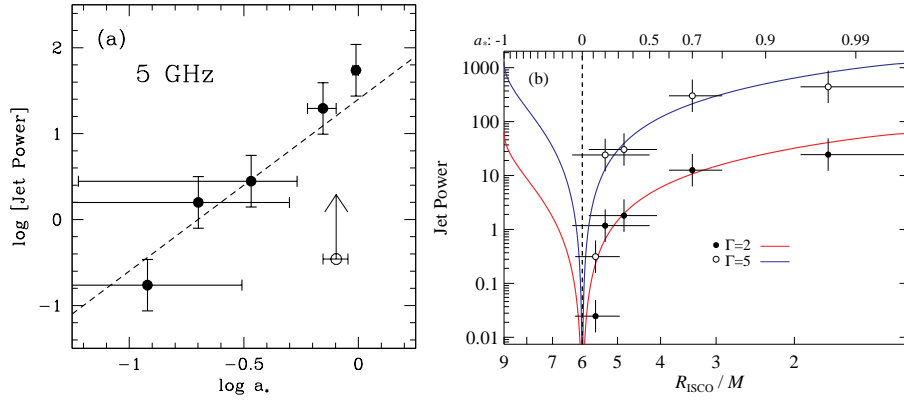 (a)
5 GHz
log [Jet Power]
2
1
0
−1
−1
−0.5
0
log a*
a*: -1
0
0.5
0.7
0.9
0.99
(b)
Jet Power
1000
100
10
1
0.1
0.01
Γ=2
Γ=5
9
7
6
5
4
3
2
R_ISCO / M